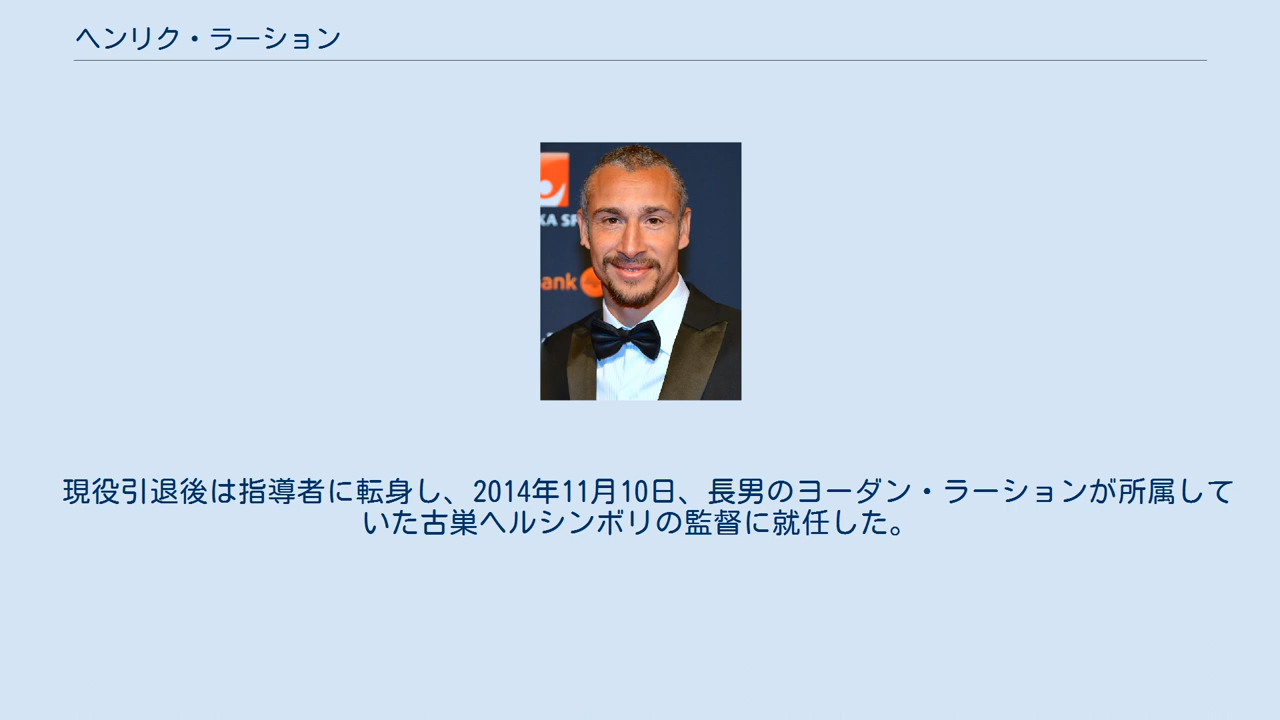 ヘンリク・ラーション
KA SP
bank
現役引退後は指導者に転身し、2014年11月10日、長男のヨーダン・ラーションが所属して
いた古巣ヘルシンボリの監督に就任した。